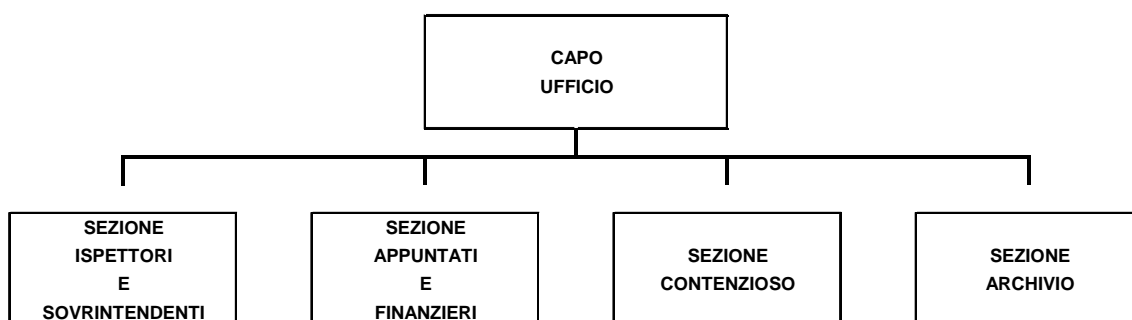 CAPO
UFFICIO
SEZIONE
ISPETTORI
E
SOVRINTENDENTI
SEZIONE
APPUNTATI
E
FINANZIERI
SEZIONE
CONTENZIOSO
SEZIONE
ARCHIVIO